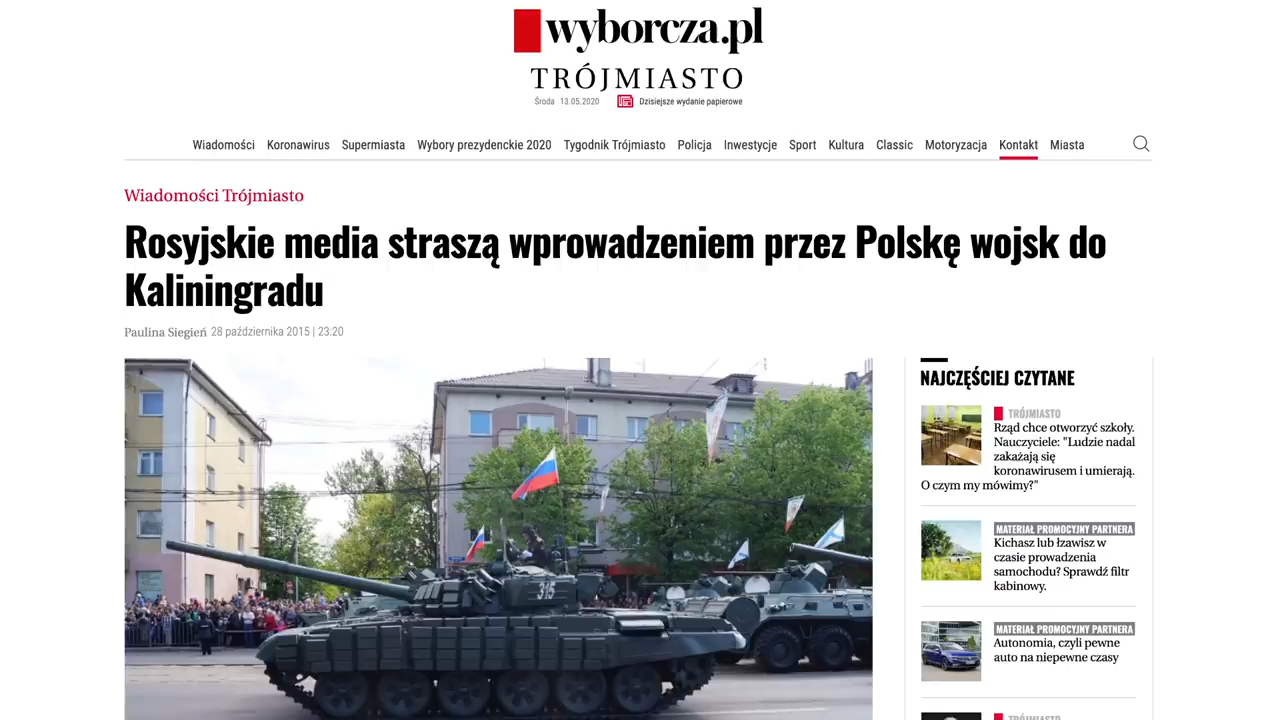 wyborcza.pl
TRÓJMIASTO
Środa 13.05.2020 Dzisiejsze wydanie papierowe
Wiadomości Koronawirus Supermiasta Wybory prezydenckie 2020 Tygodnik Trójmiasto Policja Inwestycje Sport Kultura Classic Motoryzacja Kontakt Miasta
Wiadomości Trójmiasto
Rosyjskie media straszą wprowadzeniem przez Polskę wojsk do
Kaliningradu
Paulina Siegień 28 października 2015 | 23:20
315
NAJCZĘŚCIEJ CZYTANE
TRÓJMIASTO
Rząd chce otworzyć szkoły.
Nauczyciele: "Ludzie nadal
zakażają się
koronawirusem i umierają.
O czym my mówimy?"
MATERIAŁ PROMOCYJNY PARTNERA
Kichasz lub łzawisz w
czasie prowadzenia
samochodu? Sprawdź filtr
kabinowy.
MATERIAŁ PROMOCYJNY PARTNERA
Autonomia, czyli pewne
auto na niepewne czasy
TRÓJMIASTO